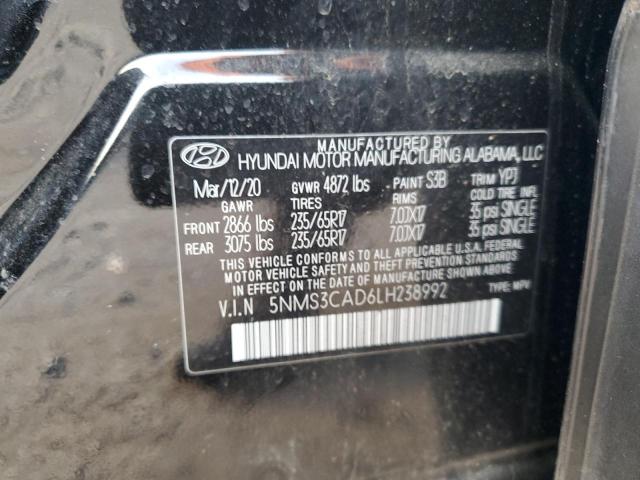 MANUFACTURED BY
HYUNDAI MOTOR MANUFACTURING ALABAMA, LLC
Mar/12/20 GVWR 4872 lbs PAINT S3B TRIM YPJ
GAWR TIRES RIMS COLD TIRE INFL
FRONT 2866 lbs 235/65R17 7.0JX17 35 psi SINGLE
REAR 3075 lbs 235/65R17 7.0JX17 35 psi SINGLE
THIS VEHICLE CONFORMS TO ALL APPLICABLE U.S.A. FEDERAL
MOTOR VEHICLE SAFETY AND THEFT PREVENTION STANDARDS
IN EFFECT ON THE DATE OF MANUFACTURE SHOWN ABOVE.
V.I.N 5NMS3CAD6LH238992 TYPE: MPV